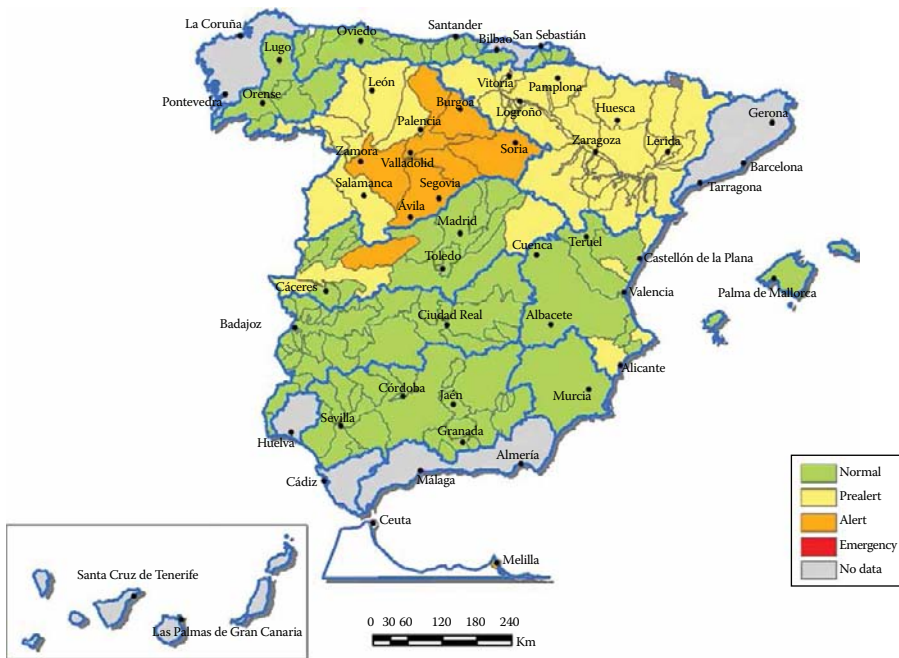 La Coruña
Lugo
Oviedo
Santander
Bilbao
San Sebastián
Pontevedra
Orense
León
Burgoa
Vitoria
Pamplona
Logroño
Huesca
Palencia
Gerona
Zamora
Valladolid
Soria
Zaragoza
Lerida
Barcelona
Tarragona
Salamanca
Segovia
Ávila
Madrid
Cuenca
Teruel
Toledo
Castellón de la Plana
Cáceres
Valencia
Palma de Mallorca
Badajoz
Ciudad Real
Albacete
Alicante
Córdoba
Jaén
Murcia
Sevilla
Granada
Huelva
Almería
Cádiz
Málaga
Ceuta
Melilla
Santa Cruz de Tenerife
Las Palmas de Gran Canaria
0 30 60 120 180 240
Km
Normal
Prealert
Alert
Emergency
No data